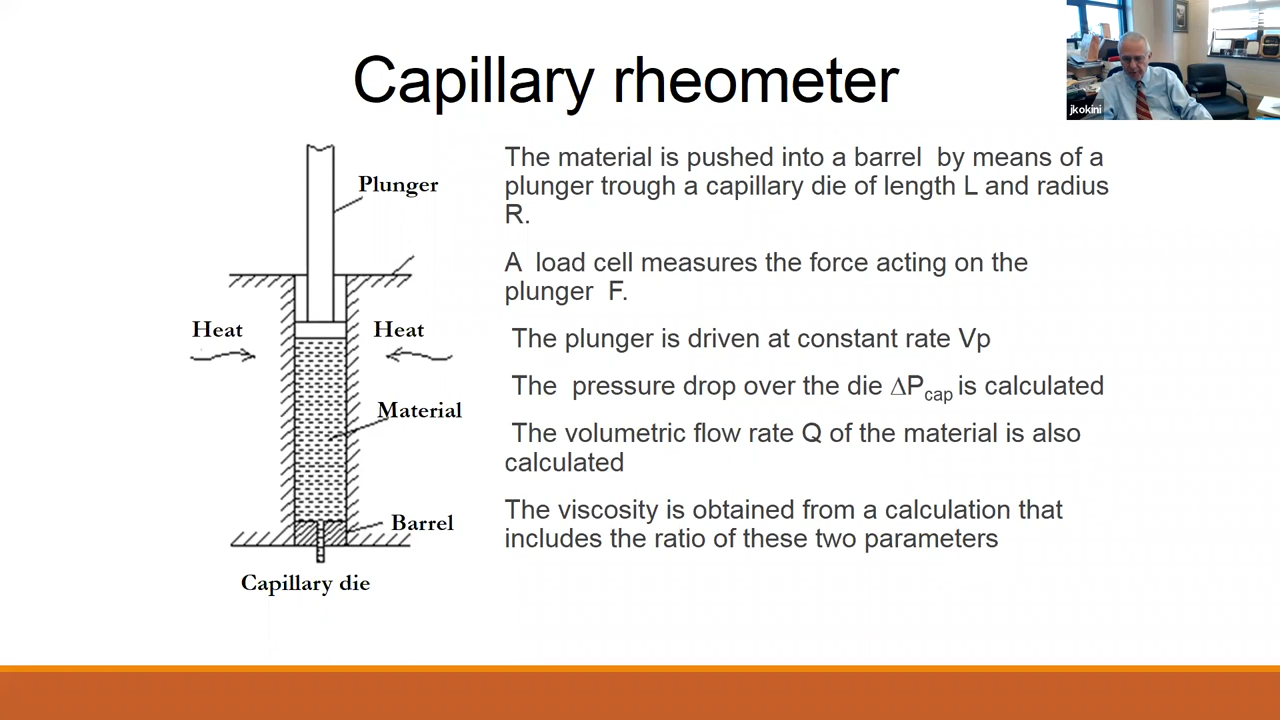 Capillary rheometer
jkokini
Plunger
Heat
Heat
Material
Barrel
Capillary die
The material is pushed into a barrel by means of a
plunger trough a capillary die of length L and radius
R.
A load cell measures the force acting on the
plunger F.
The plunger is driven at constant rate Vp
The pressure drop over the die ∆Pcap is calculated
The volumetric flow rate Q of the material is also
calculated
The viscosity is obtained from a calculation that
includes the ratio of these two parameters